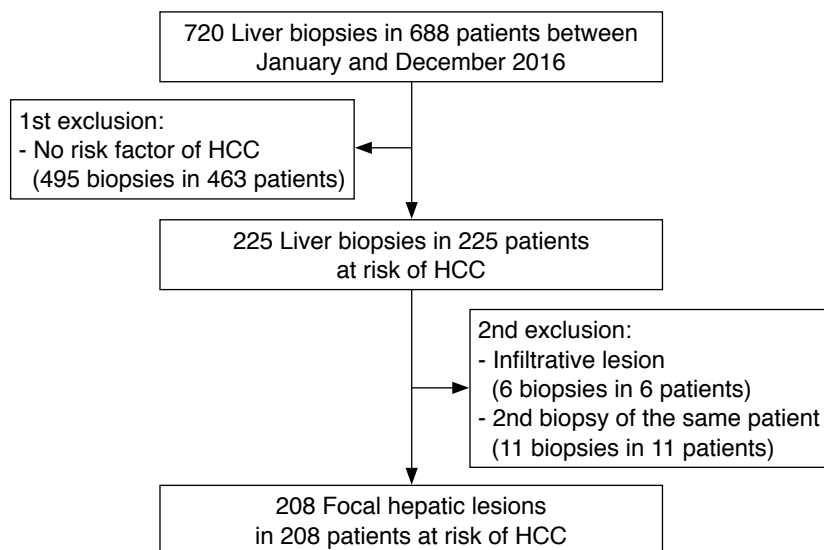 720 Liver biopsies in 688 patients between
January and December 2016
1st exclusion:
- No risk factor of HCC
(495 biopsies in 463 patients)
225 Liver biopsies in 225 patients
at risk of HCC
2nd exclusion:
- Infiltrative lesion
(6 biopsies in 6 patients)
- 2nd biopsy of the same patient
(11 biopsies in 11 patients)
208 Focal hepatic lesions
in 208 patients at risk of HCC